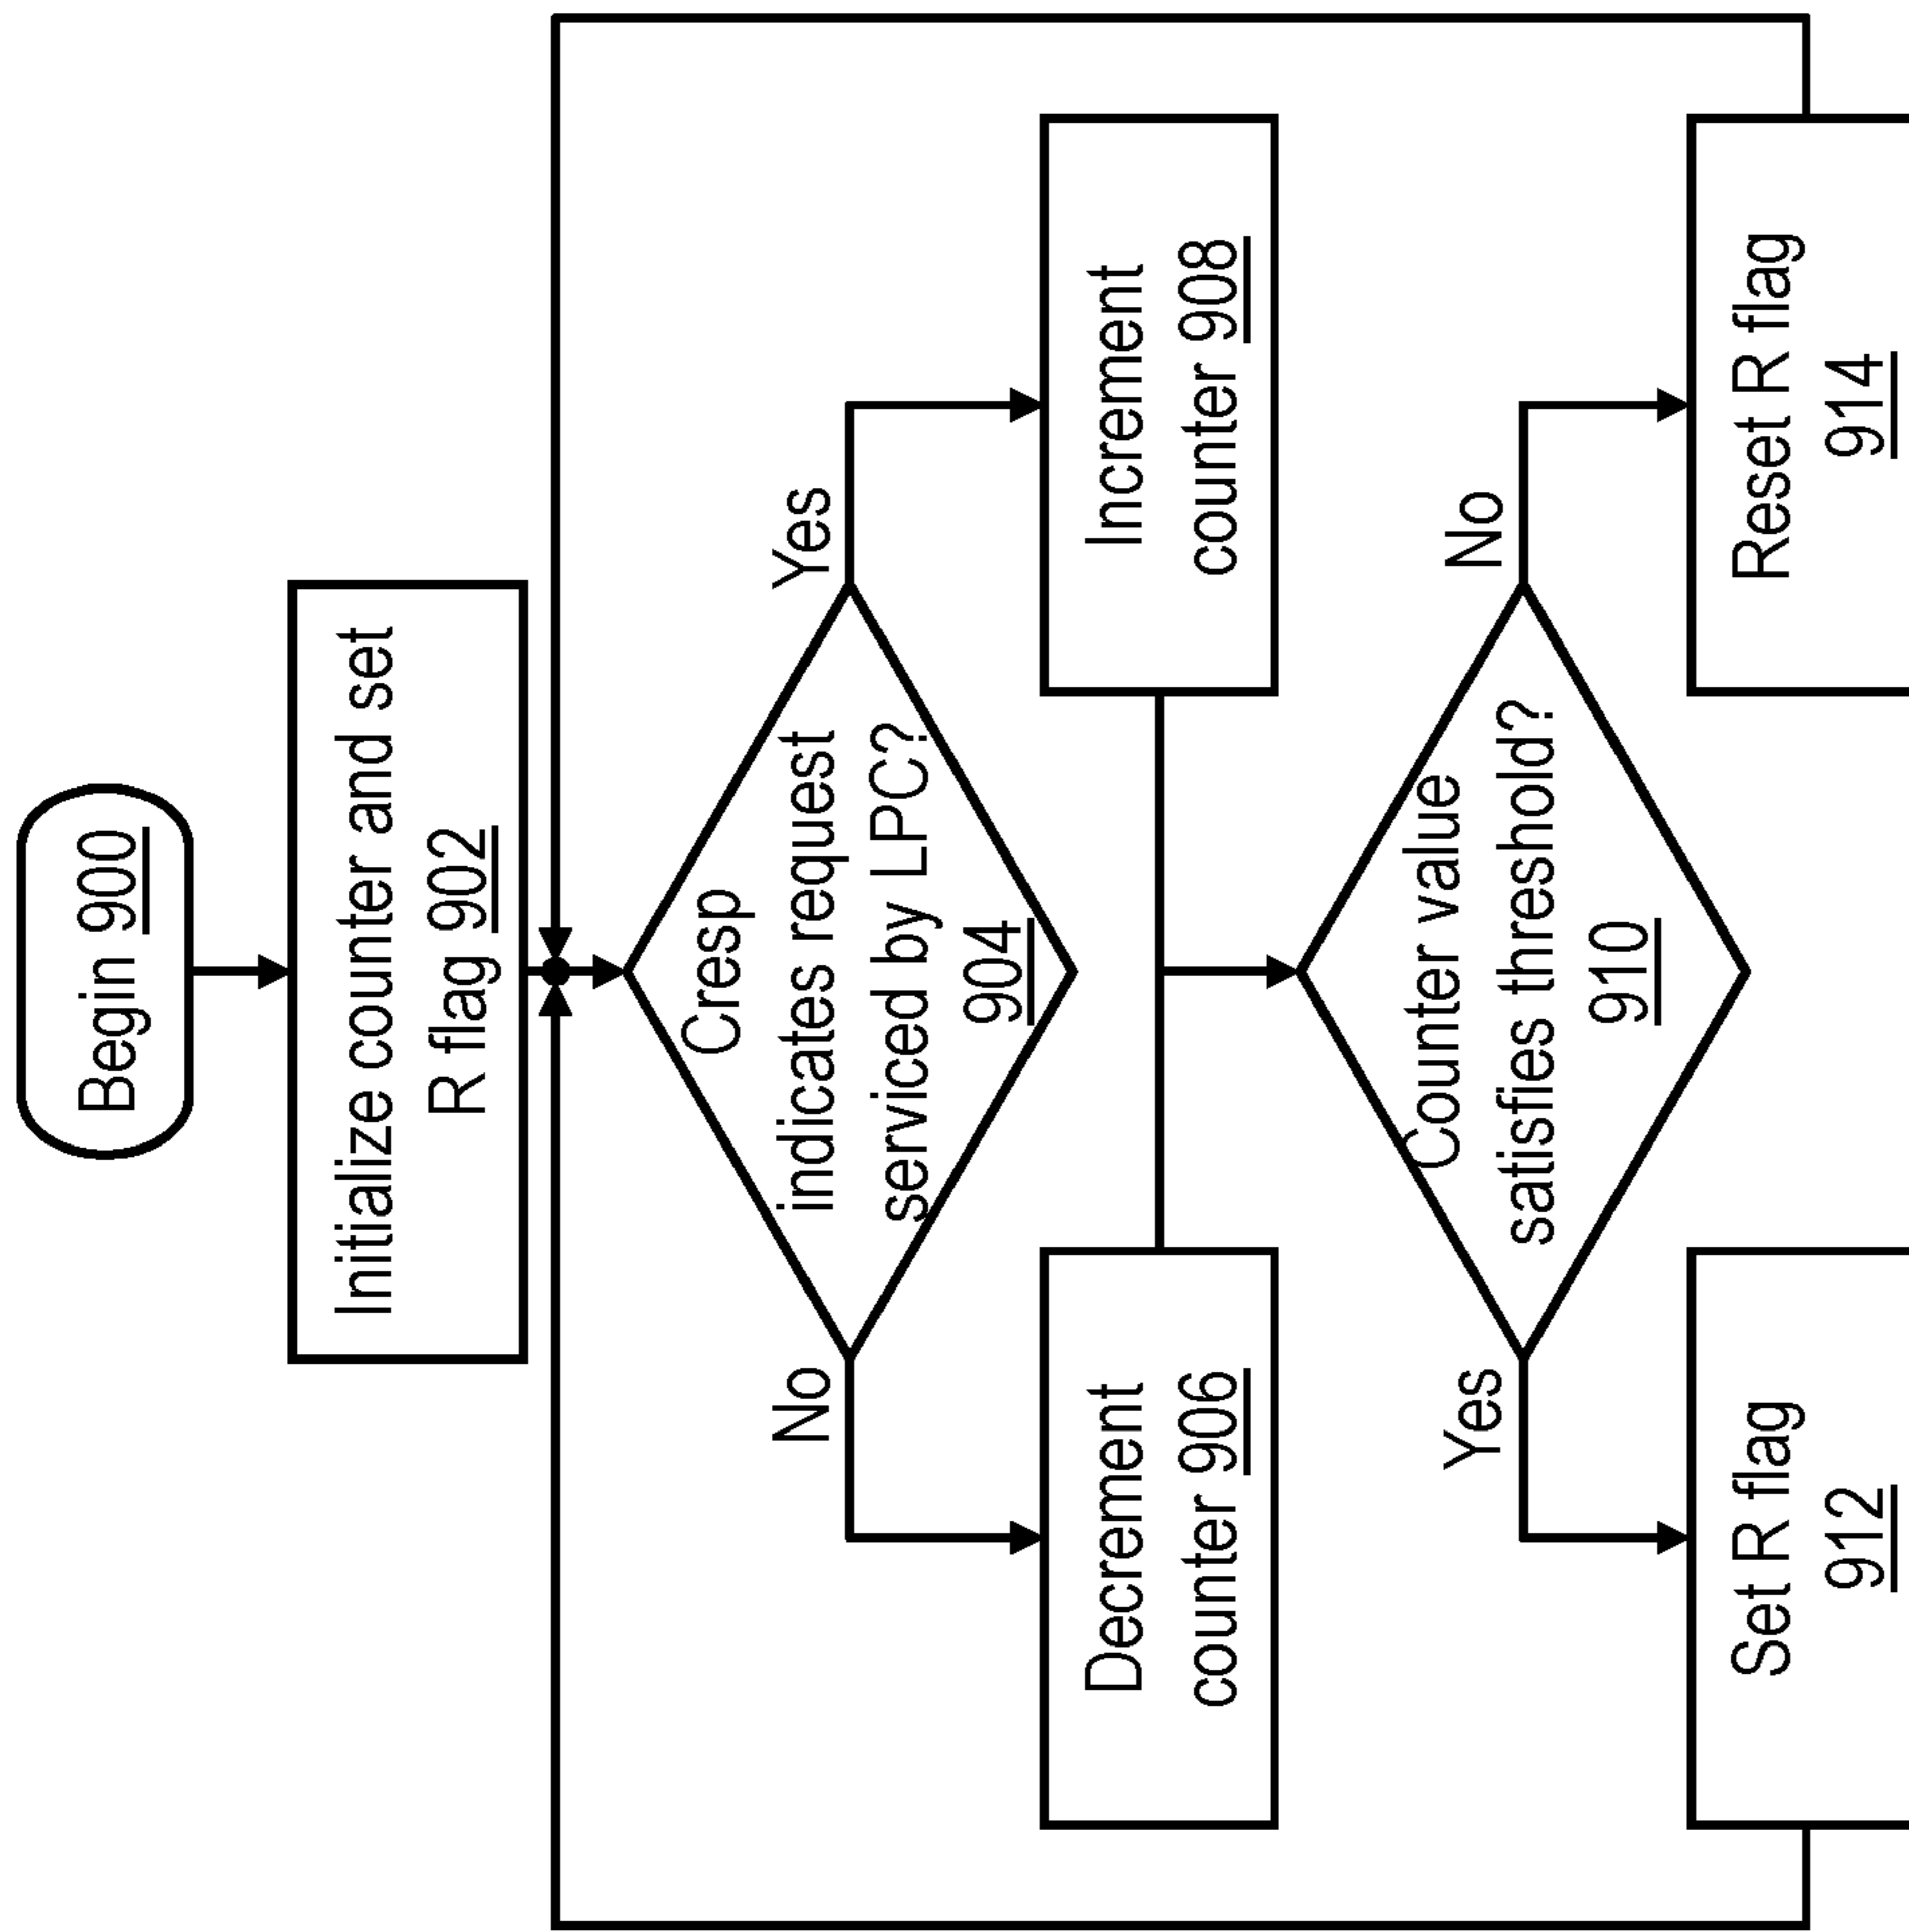 Begin 900
Initialize counter and set
R flag 902
Cresp
indicates request
serviced by LPC?
904
No
Yes
Decrement
counter 906
Increment
counter 908
Counter value
satisfies threshold?
910
Yes
No
Set R flag
912
Reset R flag
914